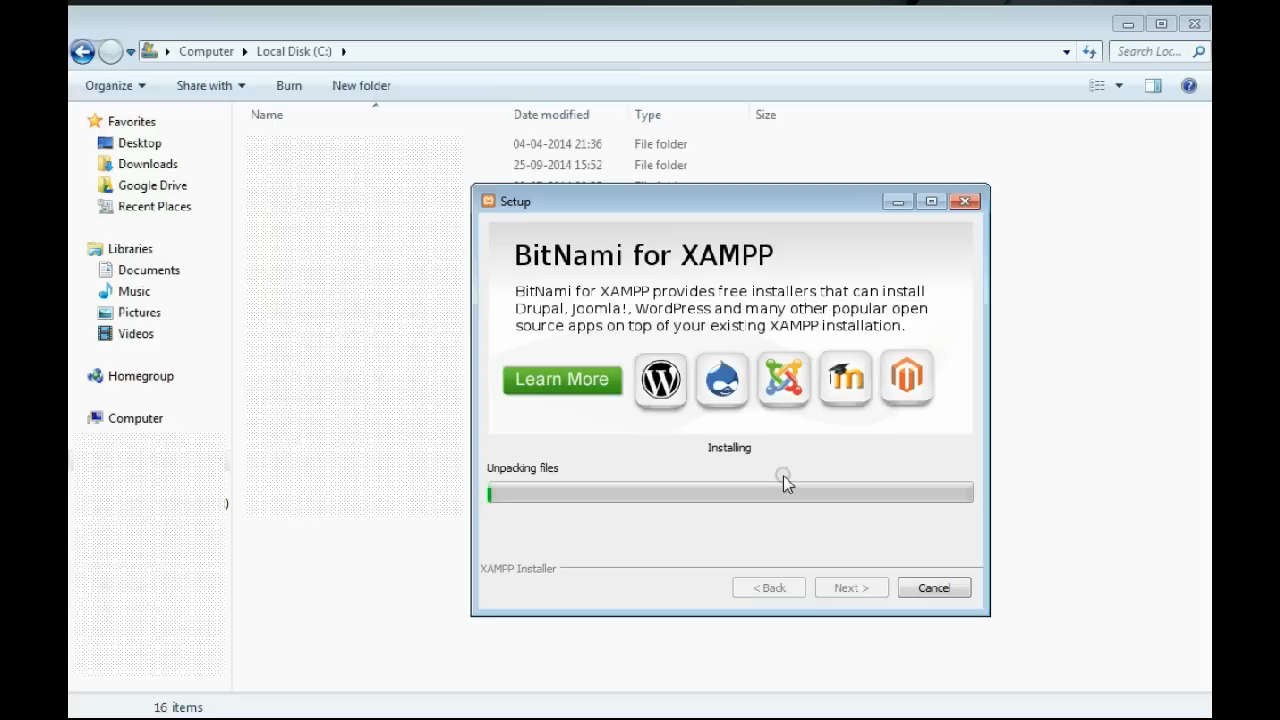 Computer Local Disk (C:)
Search Loc...
Organize Share with Burn New folder
Name Date modified Type Size
Favorites
Desktop
Downloads
Google Drive
Recent Places
Libraries
Documents
Music
Pictures
Videos
Homegroup
Computer
)
04-04-2014 21:36 File folder
25-09-2014 15:52 File folder
Setup
BitNami for XAMPP
BitNami for XAMPP provides free installers that can install
Drupal, Joomla!, WordPress and many other popular open
source apps on top of your existing XAMPP installation.
Learn More
Installing
Unpacking files
XAMPP Installer
< Back Next > Cancel
16 items